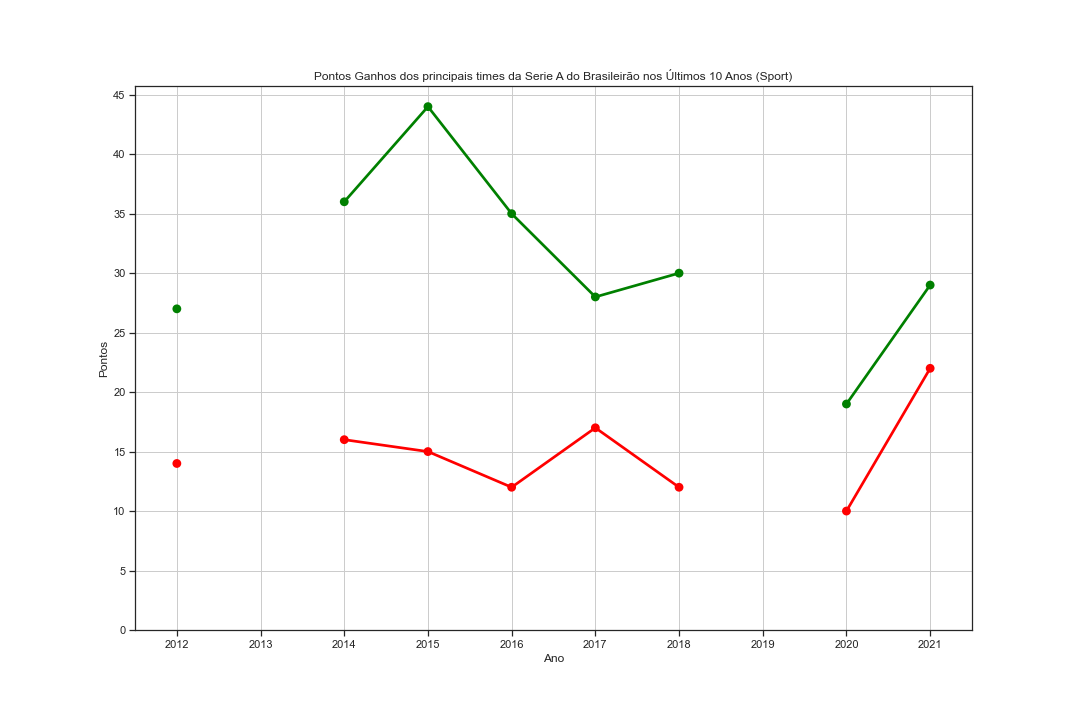 Pontos Ganhos dos principais times da Serie A do Brasileirão nos Últimos 10 Anos (Sport)
45
40
35
30
25
20
15
10
5
0
Pontos
2012 2013 2014 2015 2016 2017 2018 2019 2020 2021
Ano